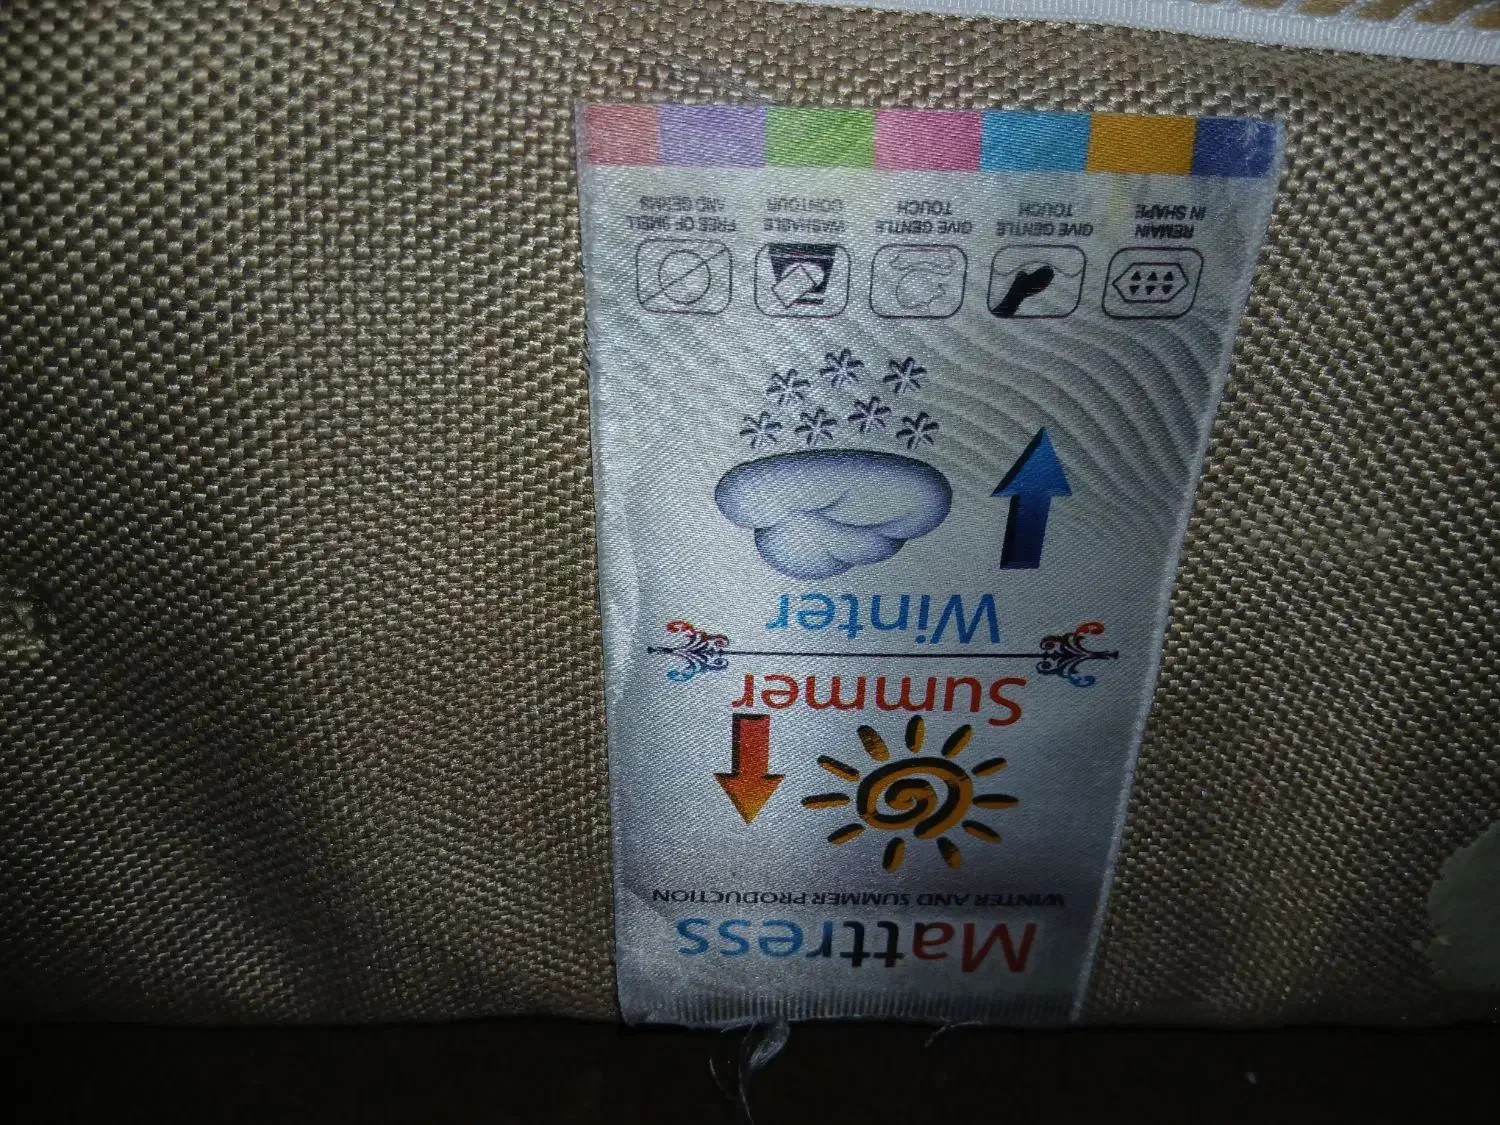 Mattress
WINTER AND SUMMER PRODUCTION
Summer
Winter
REMAIN
IN SHAPE
GIVE GENTLE
TOUCH
GIVE GENTLE
TOUCH
WASHABLE
CONTOUR
FREE OF SMELL
AND GERMS